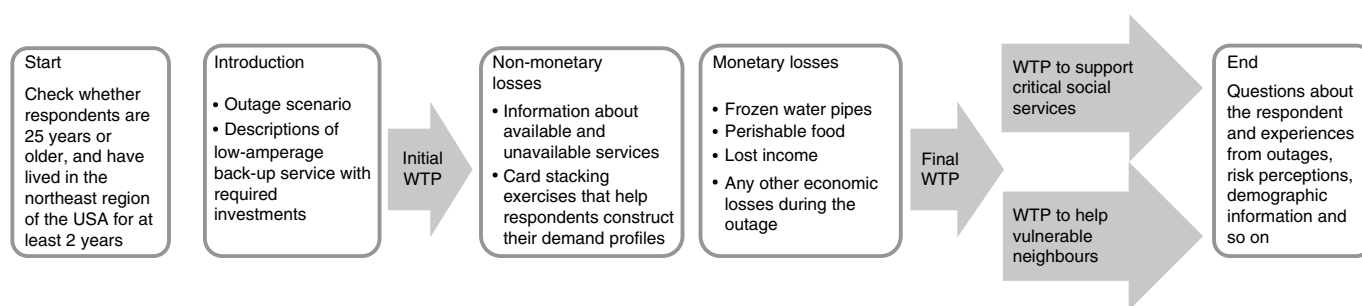 Start
Check whether
respondents are
25 years or
older, and have
lived in the
northeast region
of the USA for at
least 2 years
Introduction
• Outage scenario
• Descriptions of
low-amperage
back-up service with
required
investments
Initial
WTP
Non-monetary
losses
• Information about
available and
unavailable services
• Card stacking
exercises that help
respondents construct
their demand profiles
Monetary losses
• Frozen water pipes
• Perishable food
• Lost income
• Any other economic
losses during the
outage
Final
WTP
WTP to support
critical social
services
WTP to help
vulnerable
neighbours
End
Questions about
the respondent
and experiences
from outages,
risk perceptions,
demographic
information and
so on